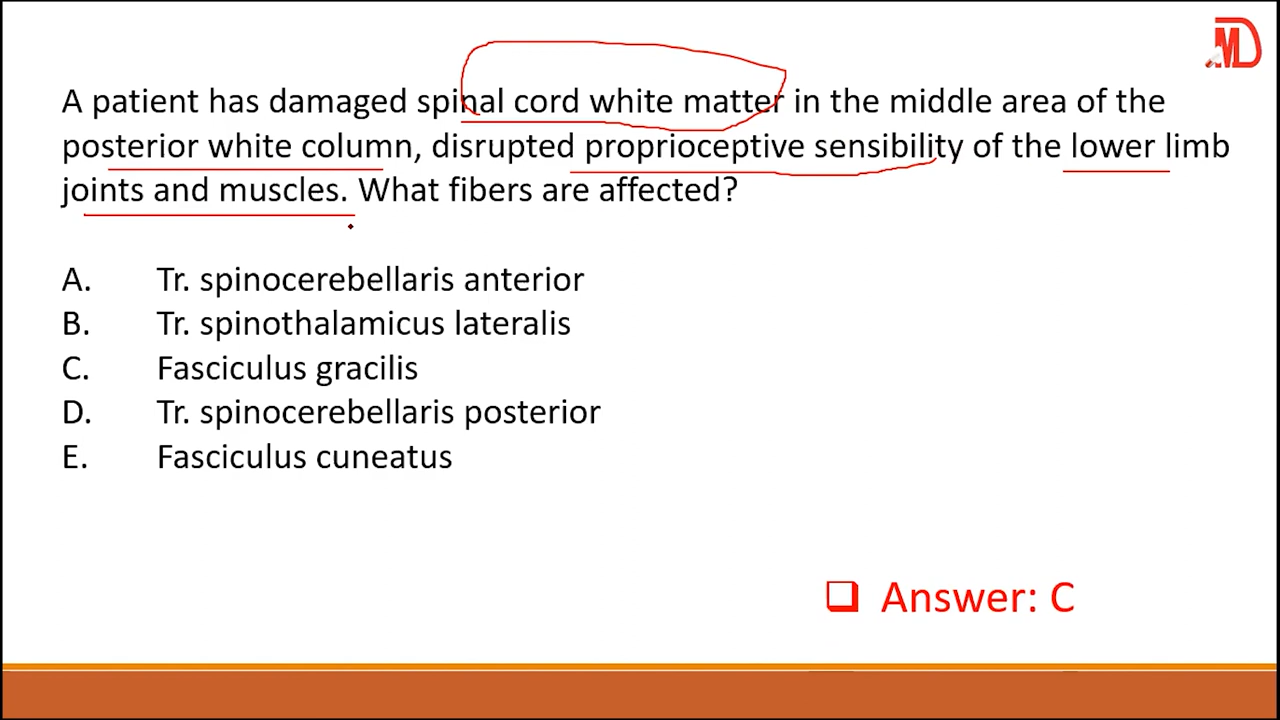 MD
A patient has damaged spinal cord white matter in the middle area of the
posterior white column, disrupted proprioceptive sensibility of the lower limb
joints and muscles. What fibers are affected?
A. Tr. spinocerebellaris anterior
B. Tr. spinothalamicus lateralis
C. Fasciculus gracilis
D. Tr. spinocerebellaris posterior
E. Fasciculus cuneatus
Answer: C